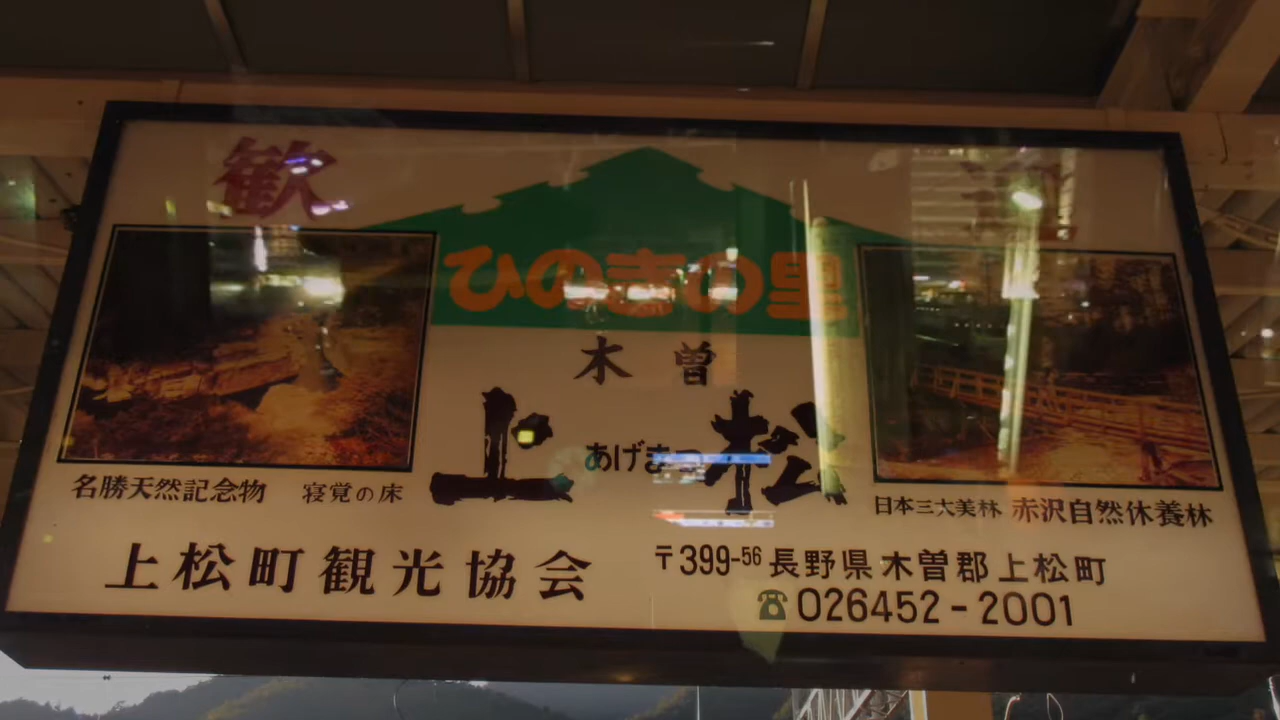 歓 迎
ひのきの里
木曽
上松
あげまつ
名勝天然記念物 寝覚の床
日本三大美林 赤沢自然休養林
上松町観光協会
〒399-56 長野県木曽郡上松町
☎026452-2001